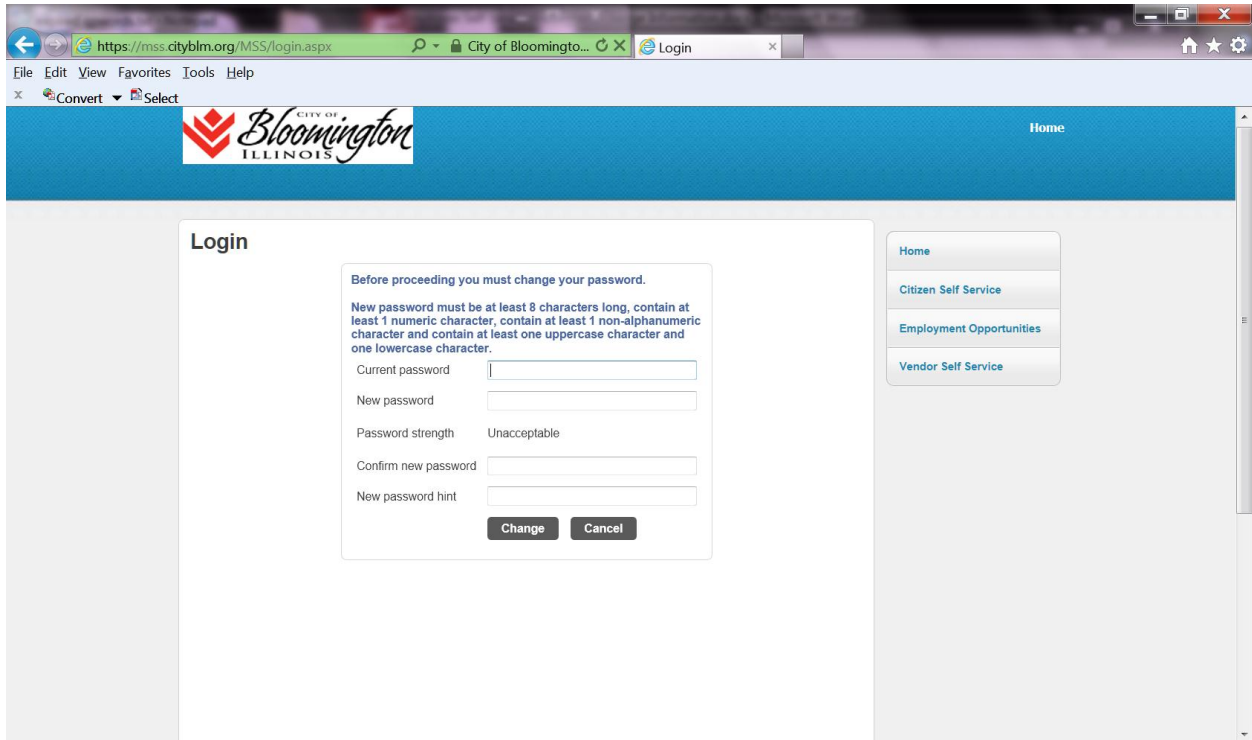 https://mss.cityblm.org/MSS/login.aspx
City of Bloomingto...
Login
File Edit View Favorites Tools Help
Convert Select
CITY OF
Bloomington
ILLINOIS
Home
Login
Before proceeding you must change your password.
New password must be at least 8 characters long, contain at
least 1 numeric character, contain at least 1 non-alphanumeric
character and contain at least one uppercase character and
one lowercase character.
Current password
New password
Password strength Unacceptable
Confirm new password
New password hint
Change Cancel
Home
Citizen Self Service
Employment Opportunities
Vendor Self Service